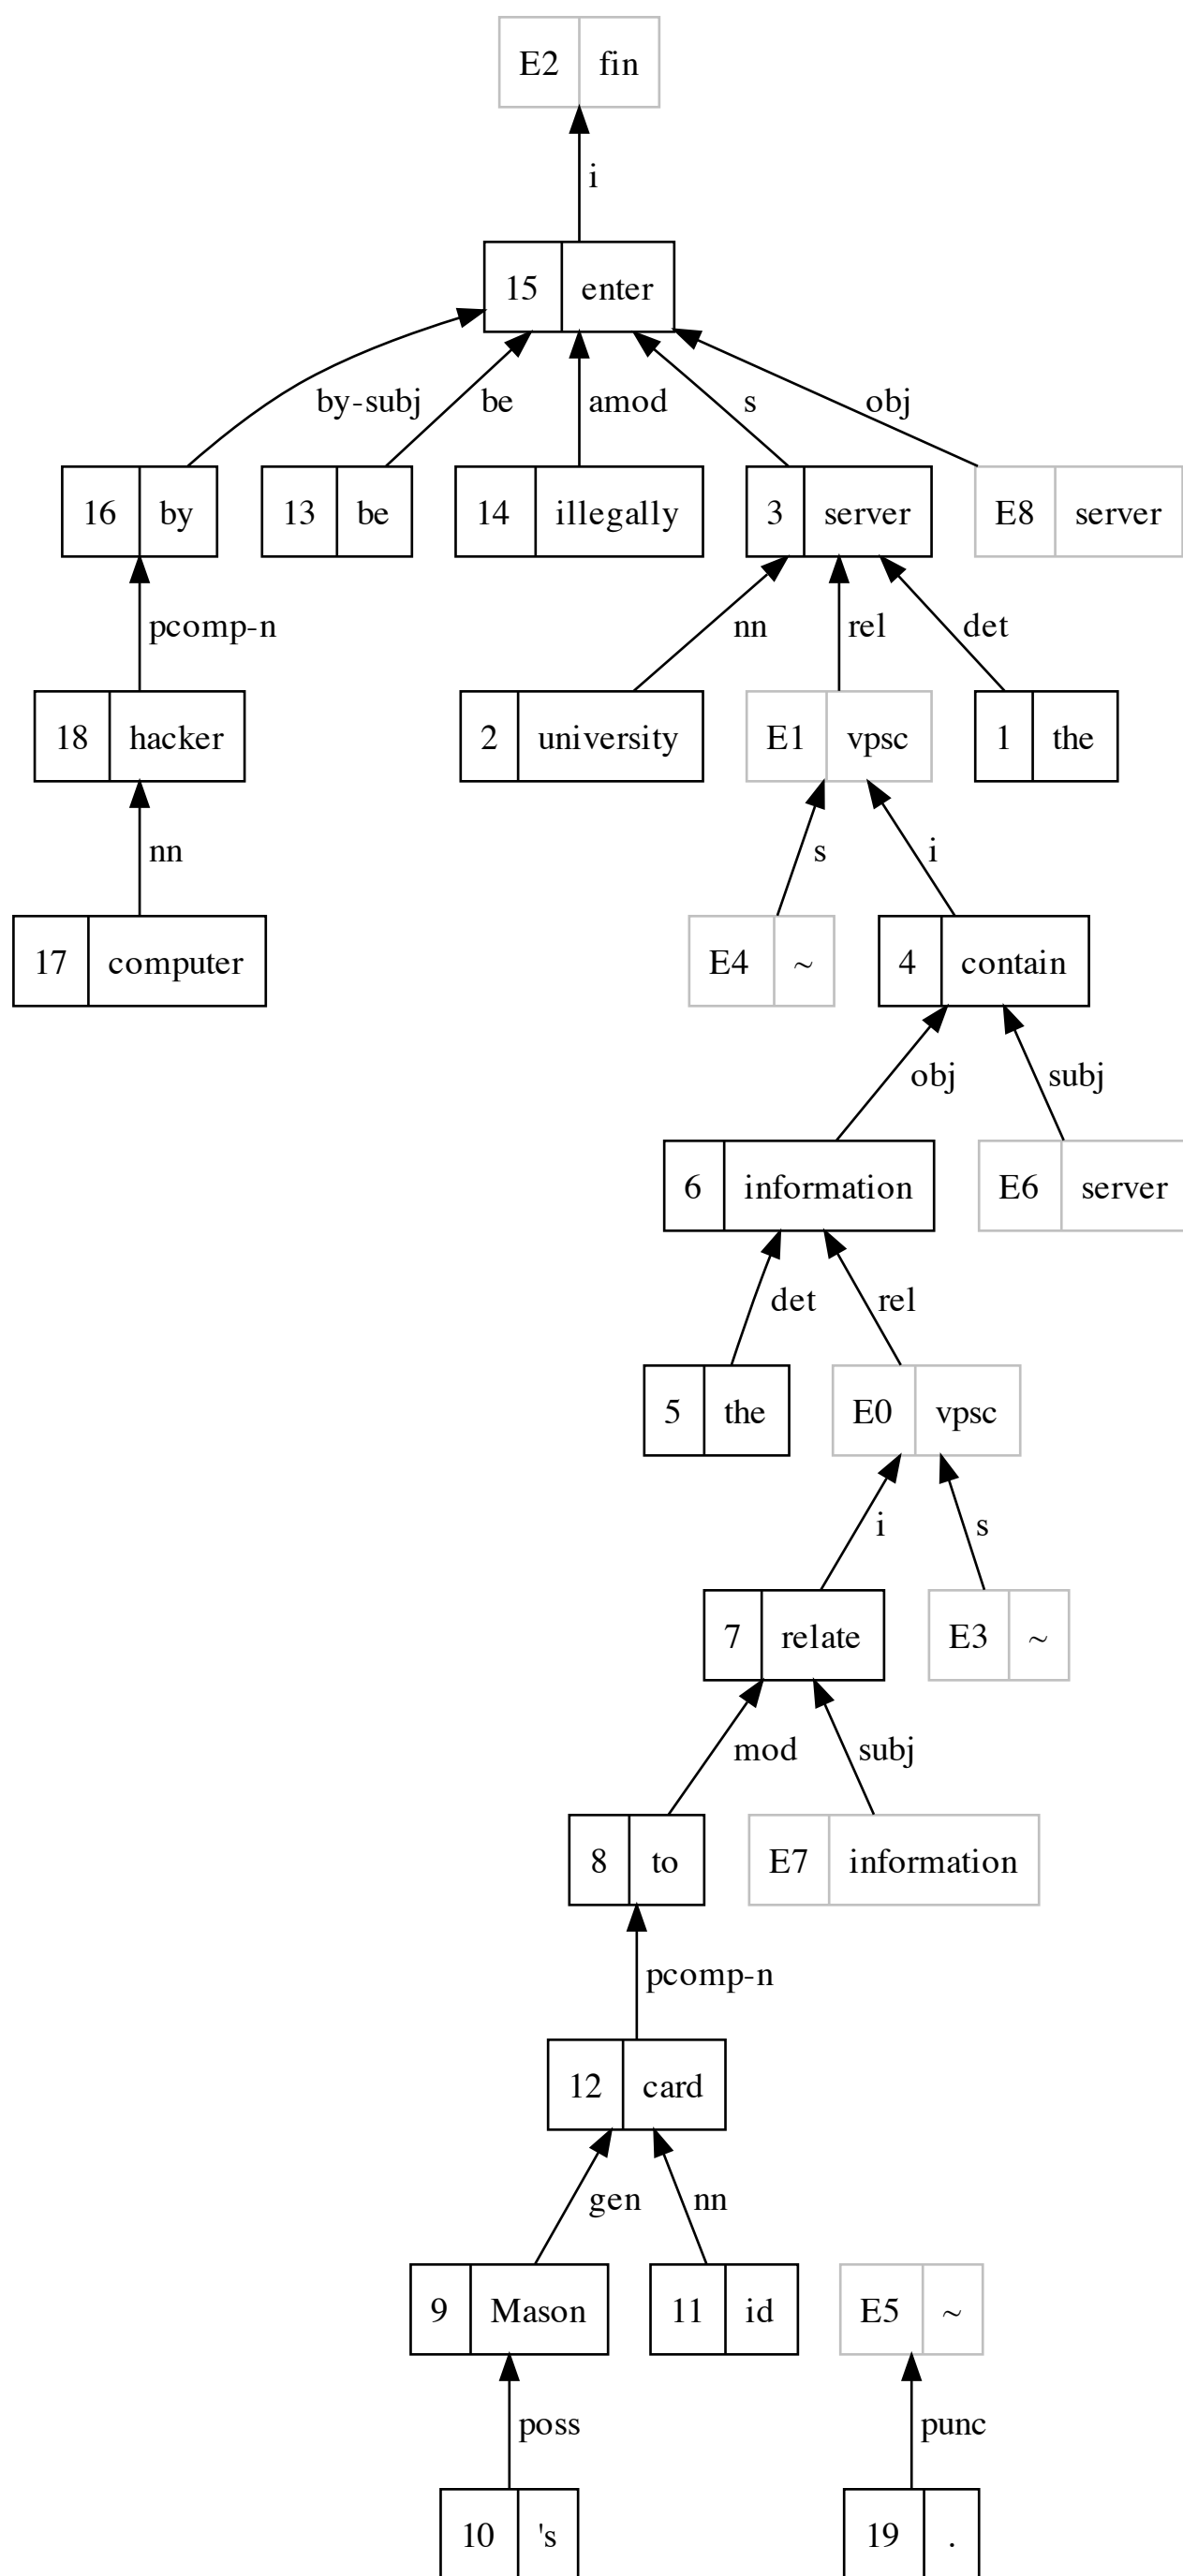 E2 fin
i
15 enter
by-subj be amod s obj
16 by 13 be 14 illegally 3 server E8 server
pcomp-n nn rel det
18 hacker 2 university E1 vpsc 1 the
nn s i
17 computer E4 ~ 4 contain
obj subj
6 information E6 server
det rel
5 the E0 vpsc
i s
7 relate E3 ~
mod subj
8 to E7 information
pcomp-n
12 card
gen nn
9 Mason 11 id E5 ~
poss punc
10 's 19 .